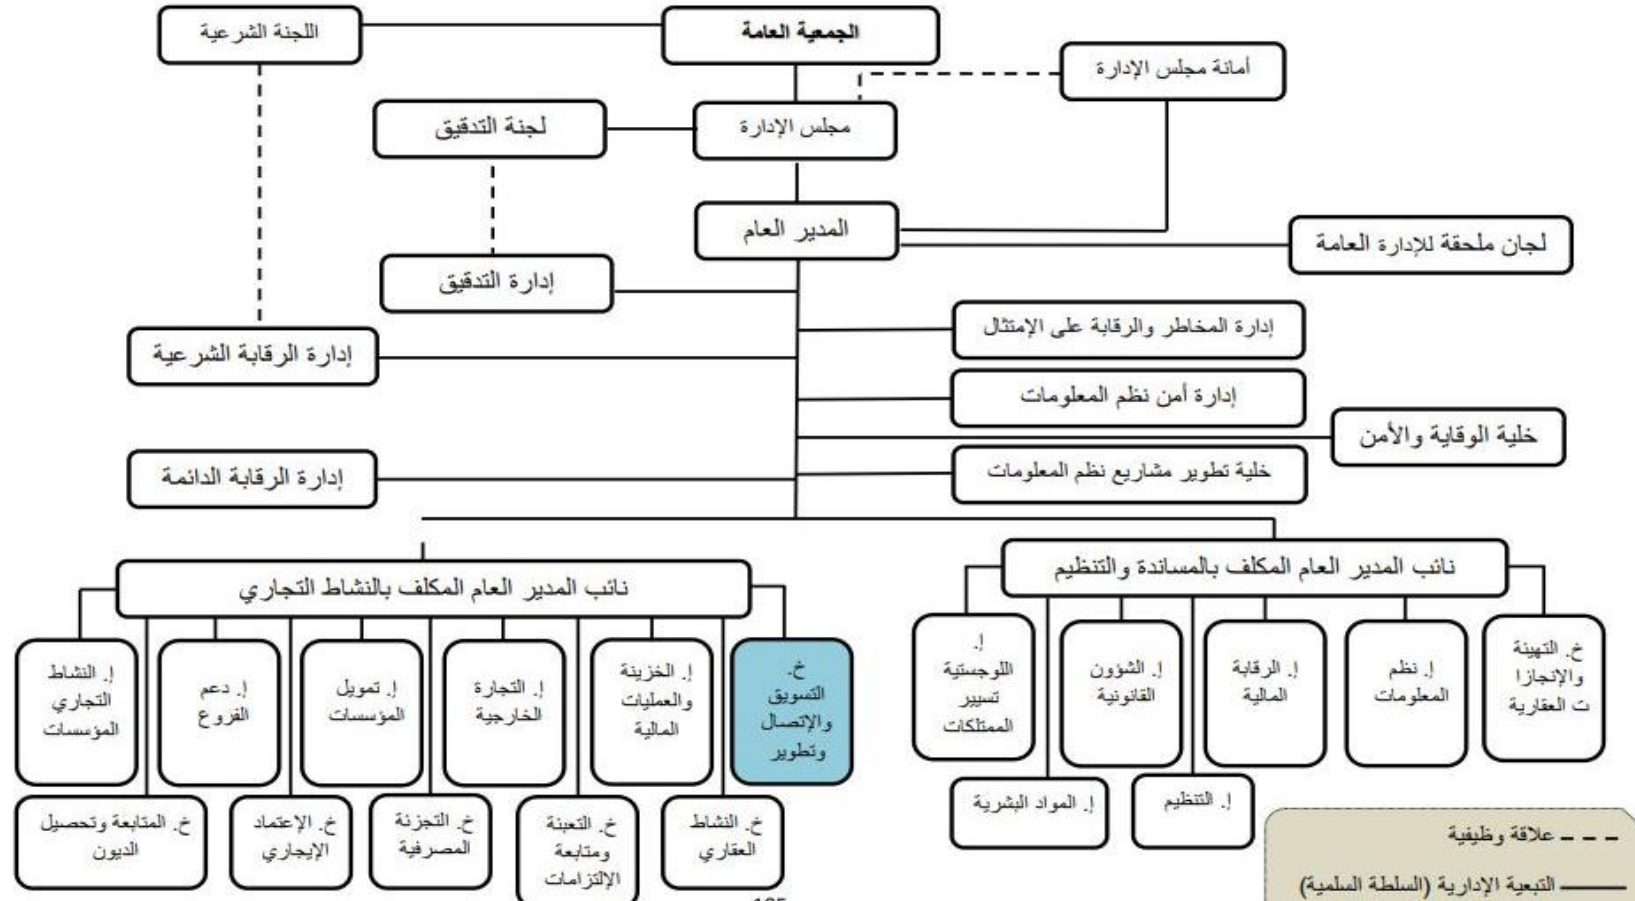 الجمعية العامة
اللجنة الشرعية
أمانة مجلس الإدارة
مجلس الإدارة
لجنة التدقيق
المدير العام
لجان ملحقة للإدارة العامة
إدارة التدقيق
إدارة المخاطر والرقابة على الإمتثال
إدارة الرقابة الشرعية
إدارة أمن نظم المعلومات
خلية الوقاية والأمن
خلية تطوير مشاريع نظم المعلومات
إدارة الرقابة الدائمة
نائب المدير العام المكلف بالمساندة والتنظيم
خ. التهيئة
والإنجازا
ت العقارية
إ. نظم
المعلومات
إ. الرقابة
المالية
إ. الشؤون
القانونية
إ.
اللوجستية
تسيير
الممتلكات
إ. التنظيم
إ. المواد البشرية
نائب المدير العام المكلف بالنشاط التجاري
خ.
التسويق
والإتصال
وتطوير
إ. الخزينة
والعمليات
المالية
إ. التجارة
الخارجية
إ. تمويل
المؤسسات
إ. دعم
الفروع
إ. النشاط
التجاري
المؤسسات
خ. النشاط
العقاري
خ. التعبئة
ومتابعة
الإلتزامات
خ. التجزئة
المصرفية
خ. الإعتماد
الإيجاري
خ. المتابعة وتحصيل
الديون
علاقة وظيفية
التبعية الإدارية (السلطة السلمية)